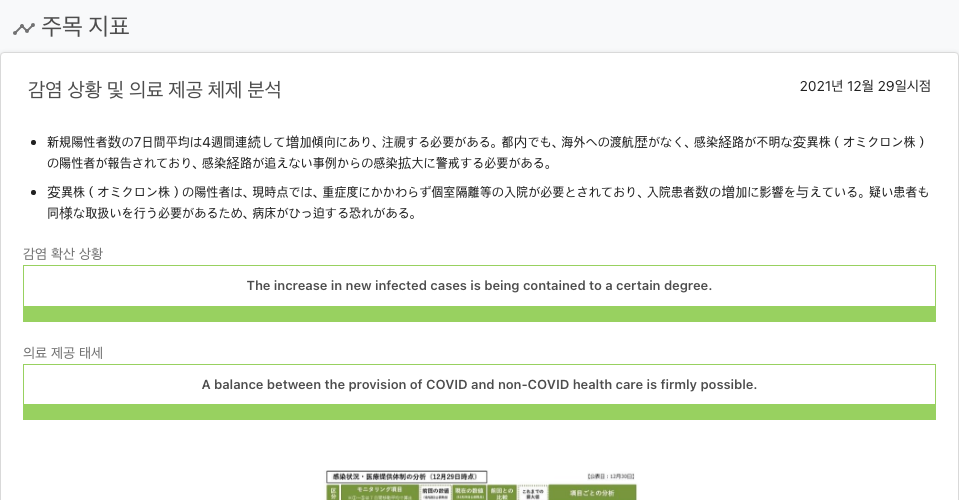 주목 지표
감염 상황 및 의료 제공 체제 분석
2021년 12월 29일시점
新規陽性者数の7日間平均は4週間連続して増加傾向にあり、注視する必要がある。都内でも、海外への渡航歴がなく、感染経路が不明な変異株（オミクロン株）
の陽性者が報告されており、感染経路が追えない事例からの感染拡大に警戒する必要がある。
変異株（オミクロン株）の陽性者は、現時点では、重症度にかかわらず個室隔離等の入院が必要とされており、入院患者数の増加に影響を与えている。疑い患者も
同様な取扱いを行う必要があるため、病床がひっ迫する恐れがある。
감염 확산 상황
The increase in new infected cases is being contained to a certain degree.
의료 제공 태세
A balance between the provision of COVID and non-COVID health care is firmly possible.
感染状況・医療提供体制の分析（12月29日時点）
モニタリング項目 前回の数値 現在の数値 前回との 項目ごとの分析
区 比較 これまでの
分 最大値